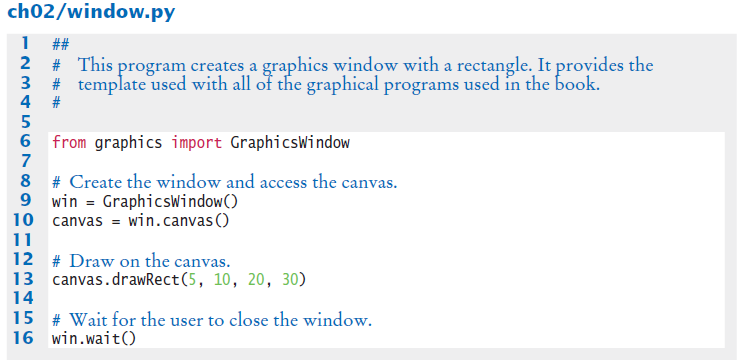 ch02/window.py
1 ##
2 # This program creates a graphics window with a rectangle. It provides the
3 # template used with all of the graphical programs used in the book.
4 #
5
6 from graphics import GraphicsWindow
7
8 # Create the window and access the canvas.
9 win = GraphicsWindow()
10 canvas = win.canvas()
11
12 # Draw on the canvas.
13 canvas.drawRect(5, 10, 20, 30)
14
15 # Wait for the user to close the window.
16 win.wait()